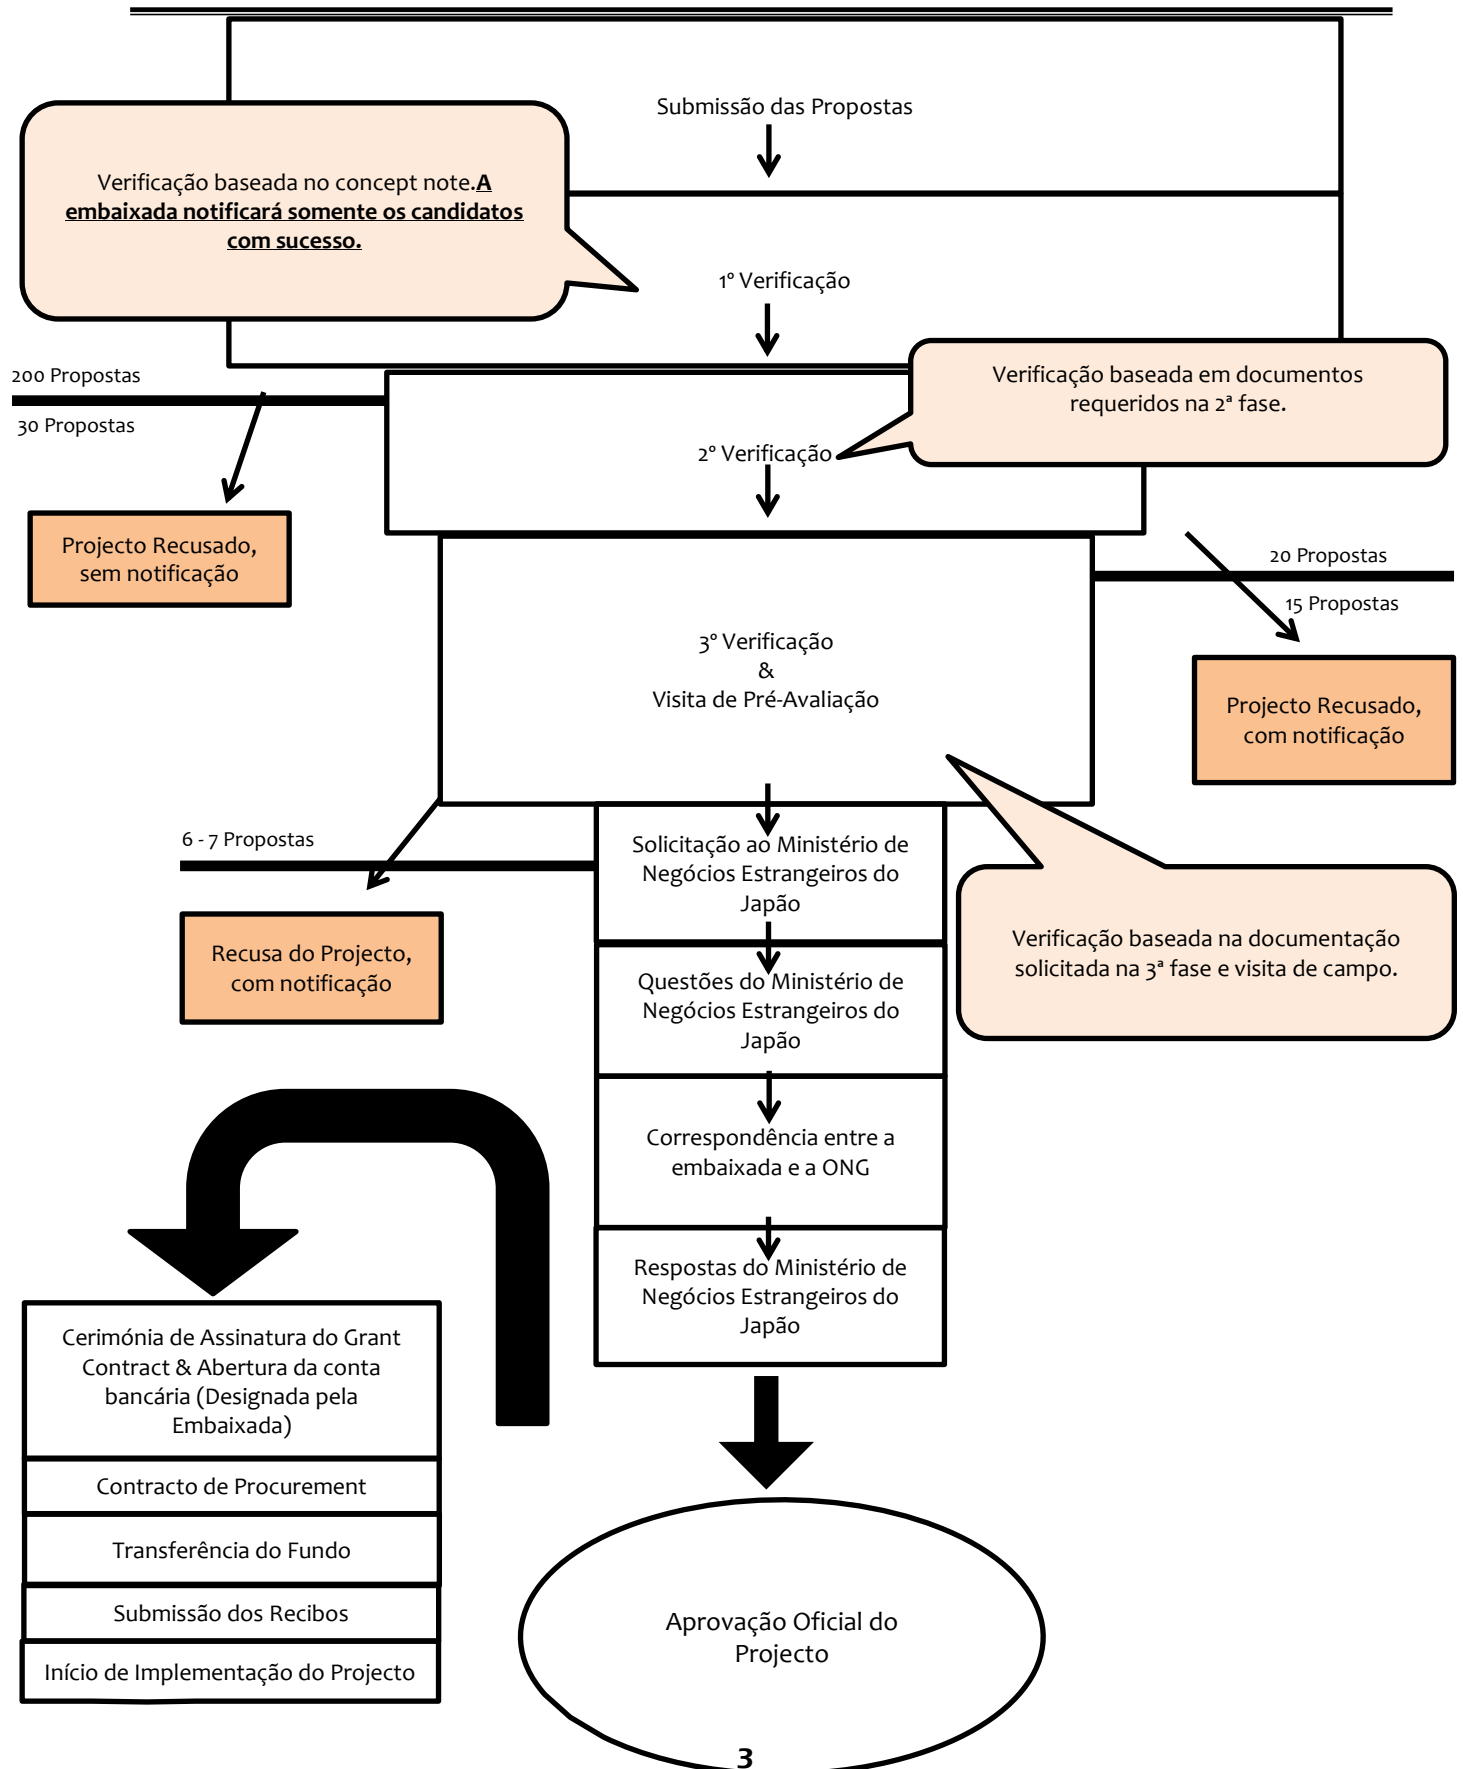 Submissão das Propostas
Verificação baseada no concept note.A
embaixada notificará somente os candidatos
com sucesso.
1º Verificação
200 Propostas
30 Propostas
Verificação baseada em documentos
requeridos na 2ª fase.
2º Verificação
Projecto Recusado,
sem notificação
20 Propostas
15 Propostas
3º Verificação
&
Visita de Pré-Avaliação
Projecto Recusado,
com notificação
6 - 7 Propostas
Solicitação ao Ministério de
Negócios Estrangeiros do
Japão
Recusa do Projecto,
com notificação
Verificação baseada na documentação
solicitada na 3ª fase e visita de campo.
Questões do Ministério de
Negócios Estrangeiros do
Japão
Correspondência entre a
embaixada e a ONG
Respostas do Ministério de
Negócios Estrangeiros do
Japão
Cerimónia de Assinatura do Grant
Contract & Abertura da conta
bancária (Designada pela
Embaixada)
Contracto de Procurement
Transferência do Fundo
Submissão dos Recibos
Início de Implementação do Projecto
Aprovação Oficial do
Projecto
3